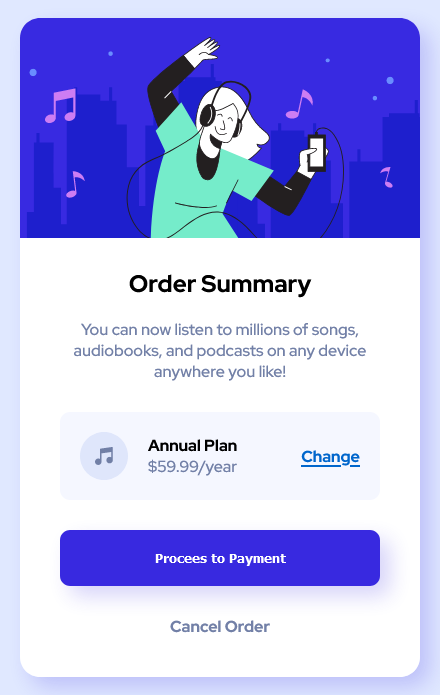 Order Summary
You can now listen to millions of songs,
audiobooks, and podcasts on any device
anywhere you like!
Annual Plan
$59.99/year
Change
Procees to Payment
Cancel Order